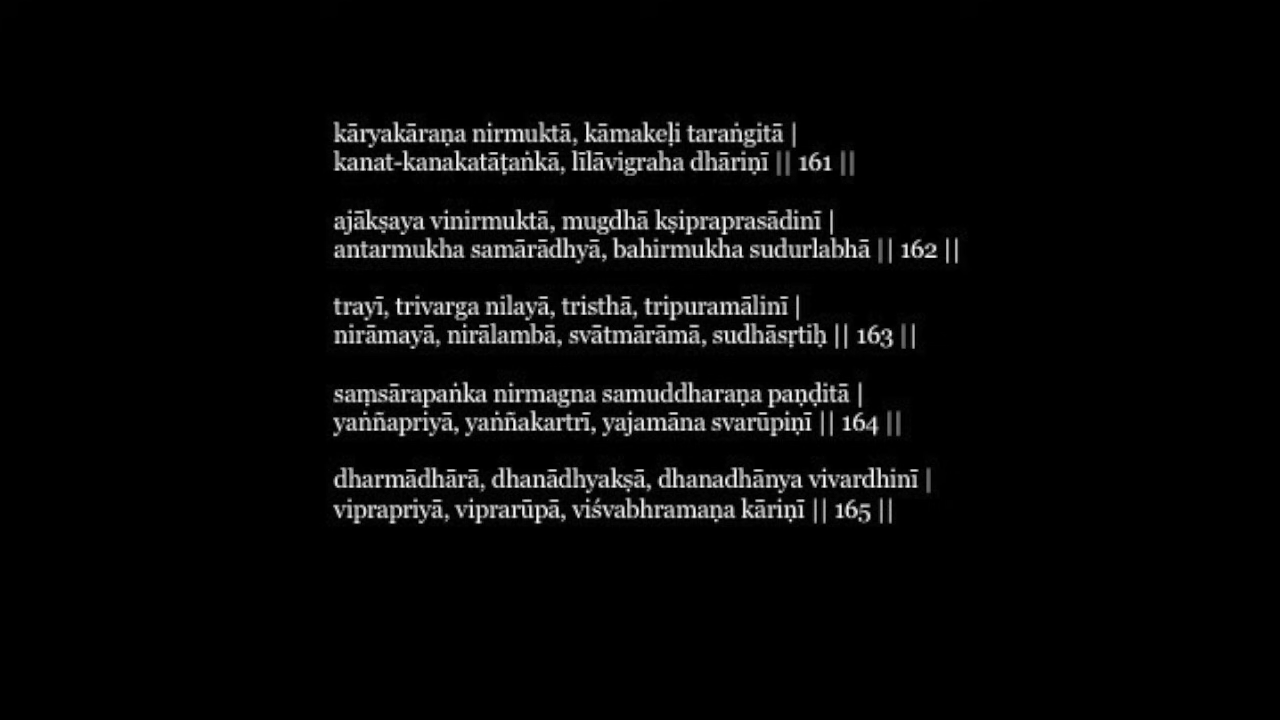 kāryakāraṇa nirmuktā, kāmakeḷi taraṅgitā |
kanat-kanakatāṭaṅkā, līlāvigraha dhāriṇī || 161 ||
ajākṣaya vinirmuktā, mugdhā kṣipraprasādinī |
antarmukha samārādhyā, bahirmukha sudurlabhā || 162 ||
trayī, trivarga nilayā, tristhā, tripuramālinī |
nirāmayā, nirālambā, svātmārāmā, sudhāsṛtiḥ || 163 ||
saṃsārapaṅka nirmagna samuddharaṇa paṇḍitā |
yaṅñapriyā, yaṅñakartrī, yajamāna svarūpiṇī || 164 ||
dharmādhārā, dhanādhyakṣā, dhanadhānya vivardhinī |
viprapriyā, viprarūpā, viśvabhramaṇa kāriṇī || 165 ||